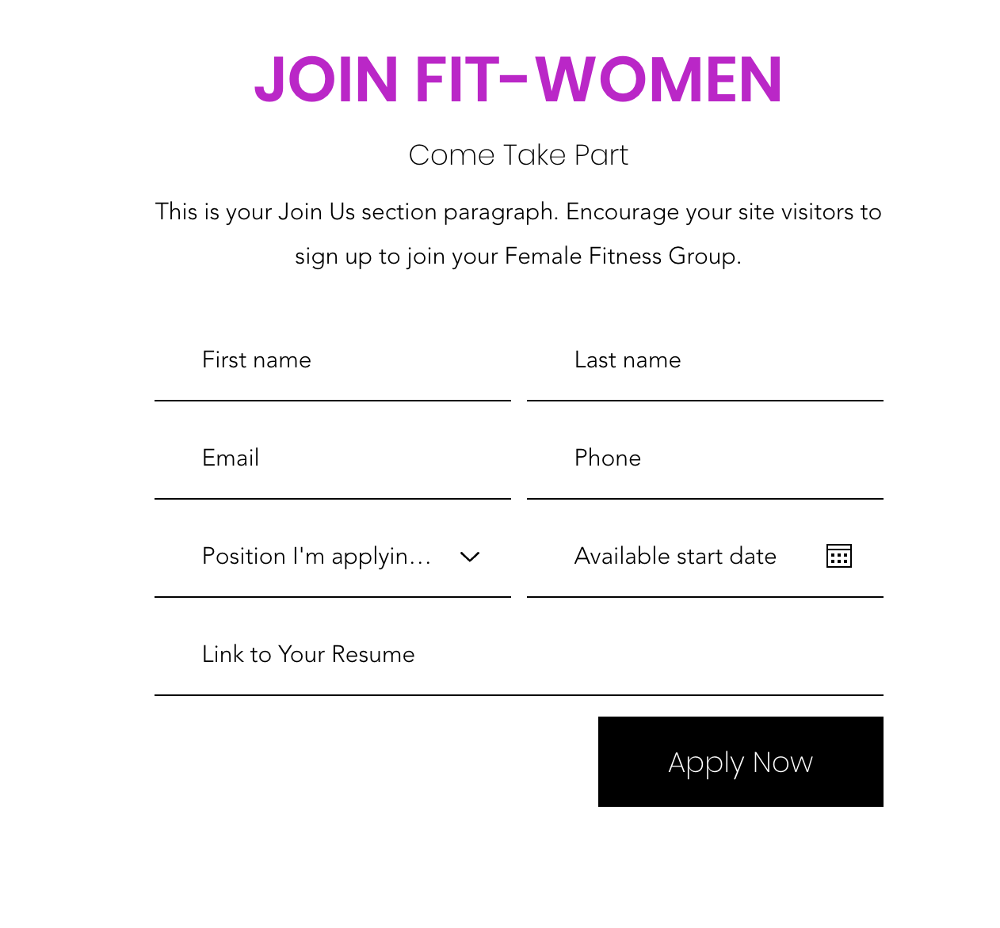 JOIN FIT-WOMEN
Come Take Part
This is your Join Us section paragraph. Encourage your site visitors to
sign up to join your Female Fitness Group.
First name
Last name
Email
Phone
Position I'm applyin...
Available start date
Link to Your Resume
Apply Now